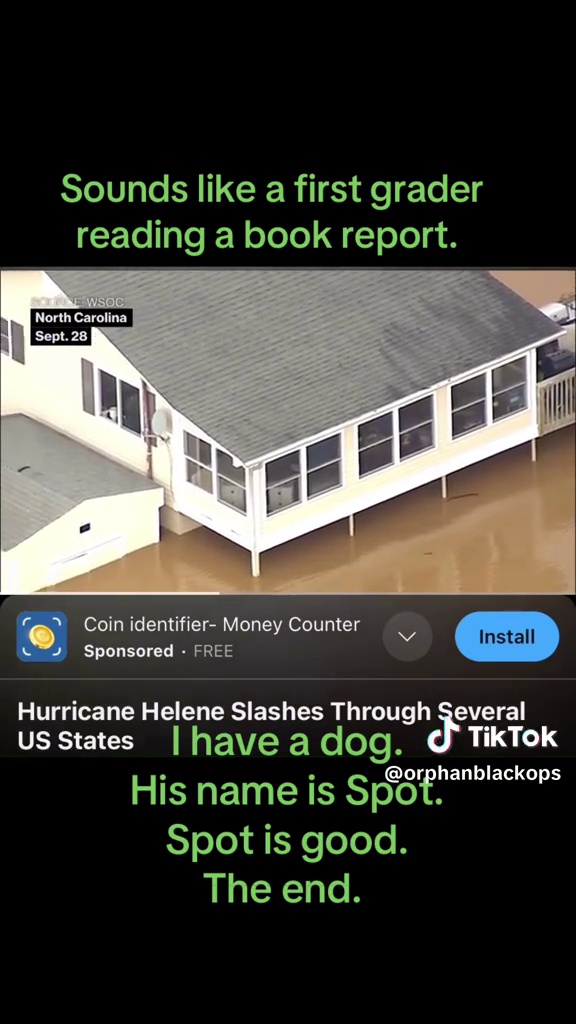 Sounds like a first grader
reading a book report.
SOURCE: WSOC
North Carolina
Sept. 28
Coin identifier- Money Counter
Sponsored · FREE
Install
Hurricane Helene Slashes Through Several
US States
TikTok
@orphanblackops
I have a dog.
His name is Spot.
Spot is good.
The end.